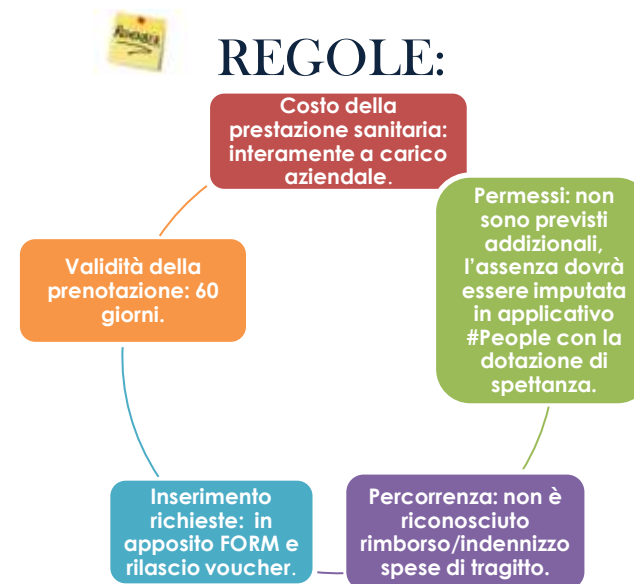 REMEMBER
REGOLE:
Costo della
prestazione sanitaria:
interamente a carico
aziendale.
Permessi: non
sono previsti
addizionali,
l'assenza dovrà
essere imputata
in applicativo
#People con la
dotazione di
spettanza.
Percorrenza: non è
riconosciuto
rimborso/indennizzo
spese di tragitto.
Inserimento
richieste: in
apposito FORM e
rilascio voucher.
Validità della
prenotazione: 60
giorni.